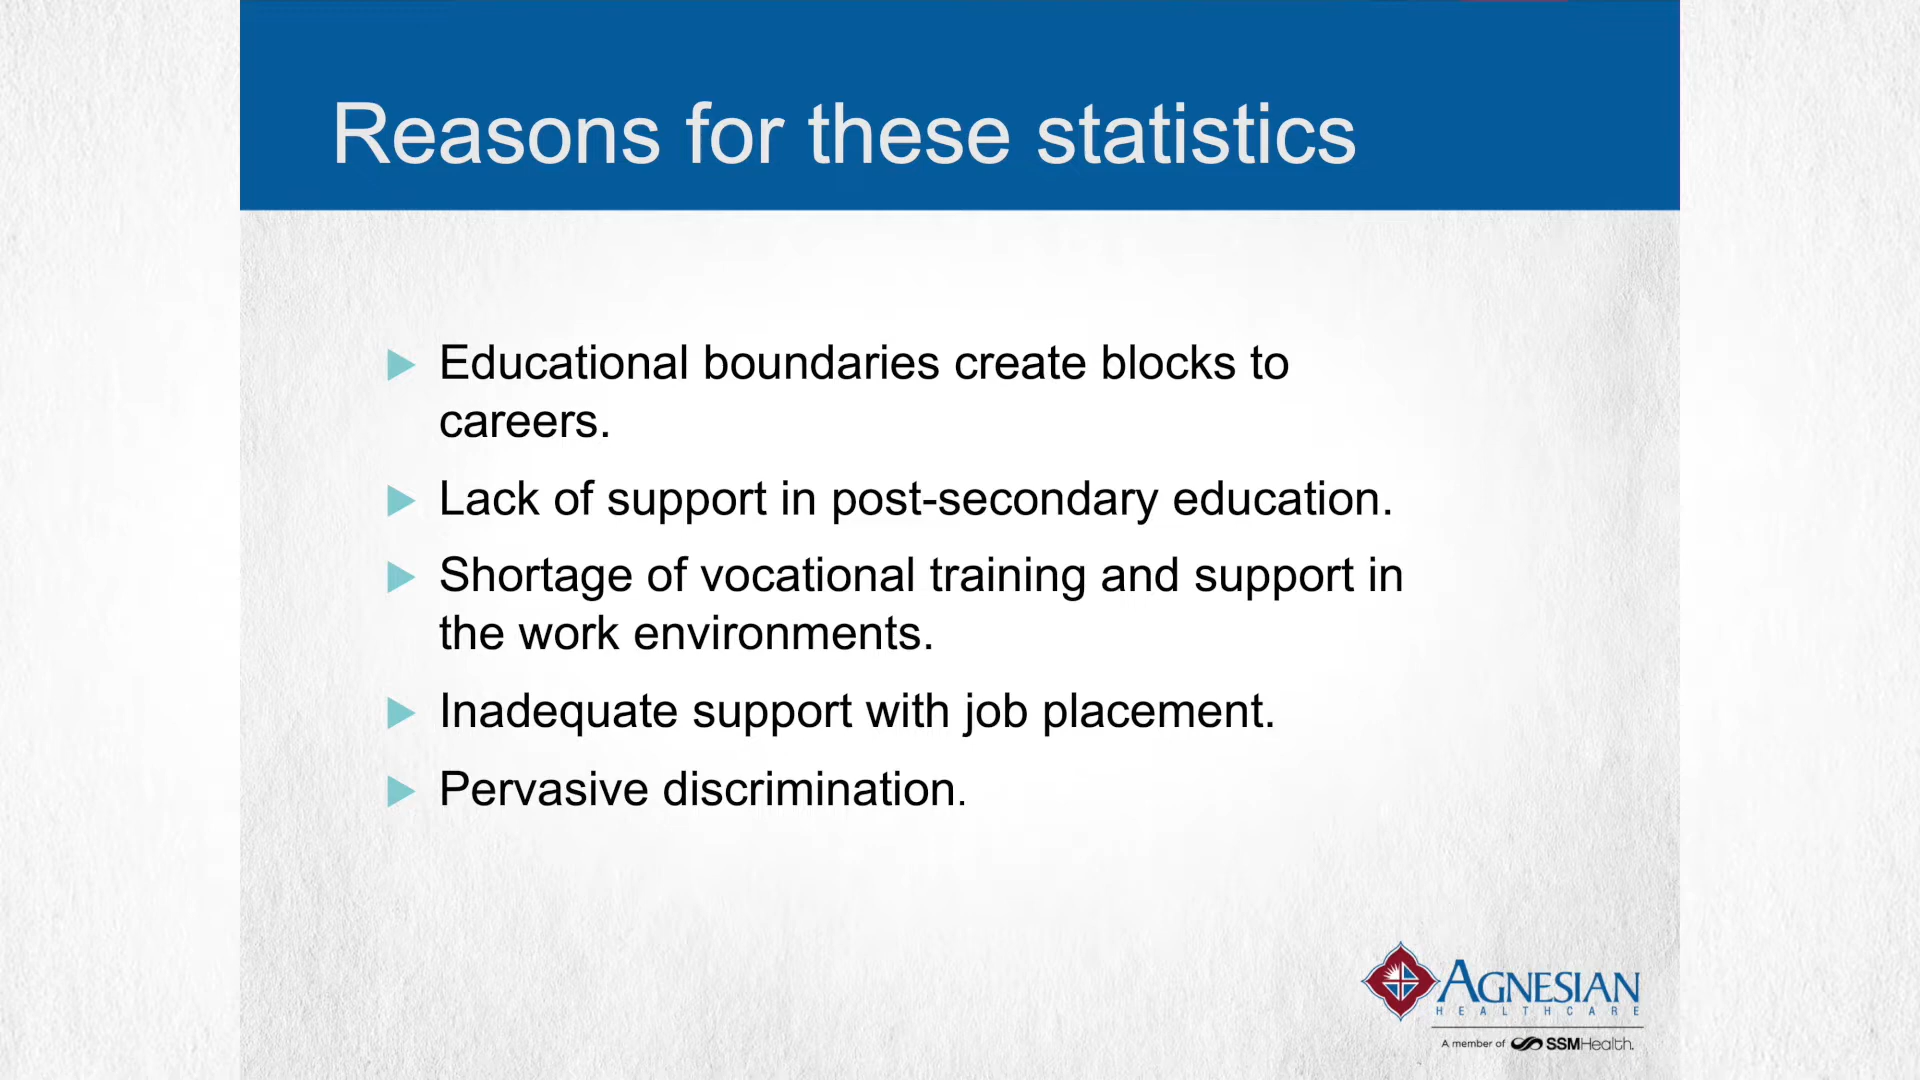 Reasons for these statistics
Educational boundaries create blocks to
careers.
Lack of support in post-secondary education.
Shortage of vocational training and support in
the work environments.
Inadequate support with job placement.
Pervasive discrimination.
AGNESIAN
HEALTHCARE
A member of SSMHealth.